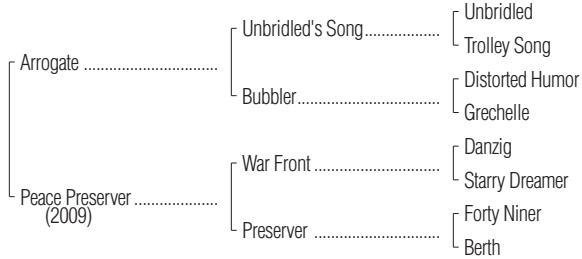 Unbridled
Unbridled's Song..................
Trolley Song
Arrogate ................................
Distorted Humor
Bubbler..................................
Grechelle
Danzig
War Front ..............................
Starry Dreamer
Peace Preserver ....................
(2009)
Forty Niner
Preserver ..............................
Berth